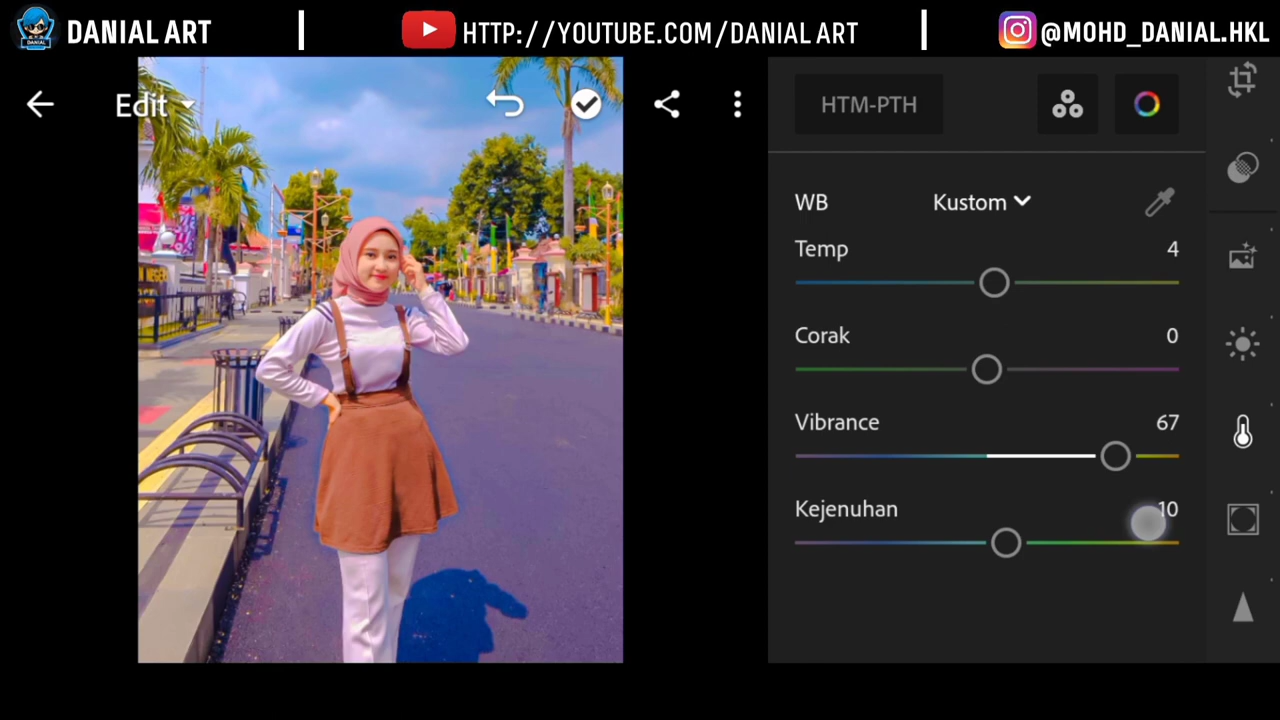 DANIAL ART
HTTP://YOUTUBE.COM/DANIAL ART
@MOHD_DANIAL.HKL
Edit
HTM-PTH
WB Kustom
Temp 4
Corak 0
Vibrance 67
Kejenuhan 10